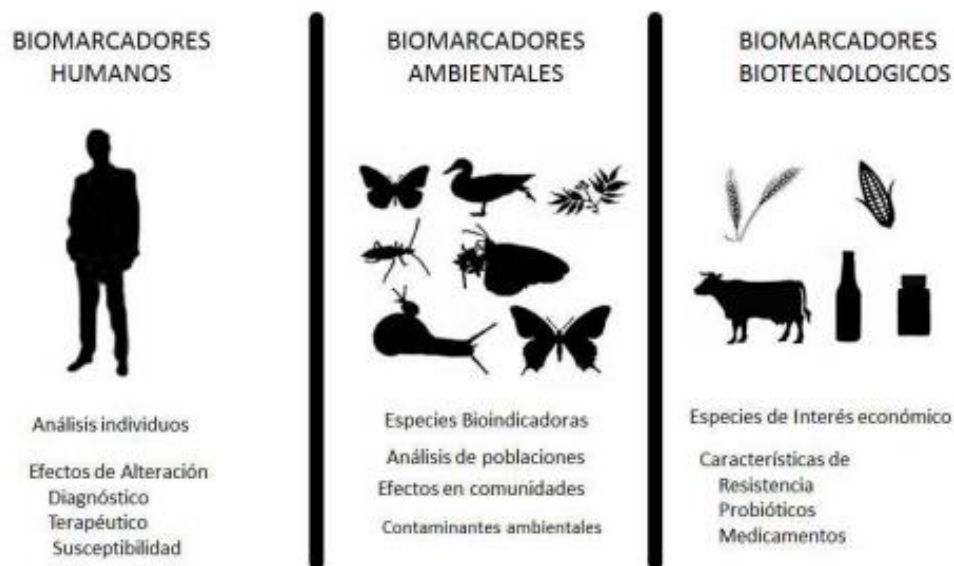 BIOMARCADORES
HUMANOS
Análisis individuos
Efectos de Alteración
Diagnóstico
Terapéutico
Susceptibilidad
BIOMARCADORES
AMBIENTALES
Especies Bioindicadoras
Análisis de poblaciones
Efectos en comunidades
Contaminantes ambientales
BIOMARCADORES
BIOTECNOLOGICOS
Especies de Interés económico
Características de
Resistencia
Probióticos
Medicamentos